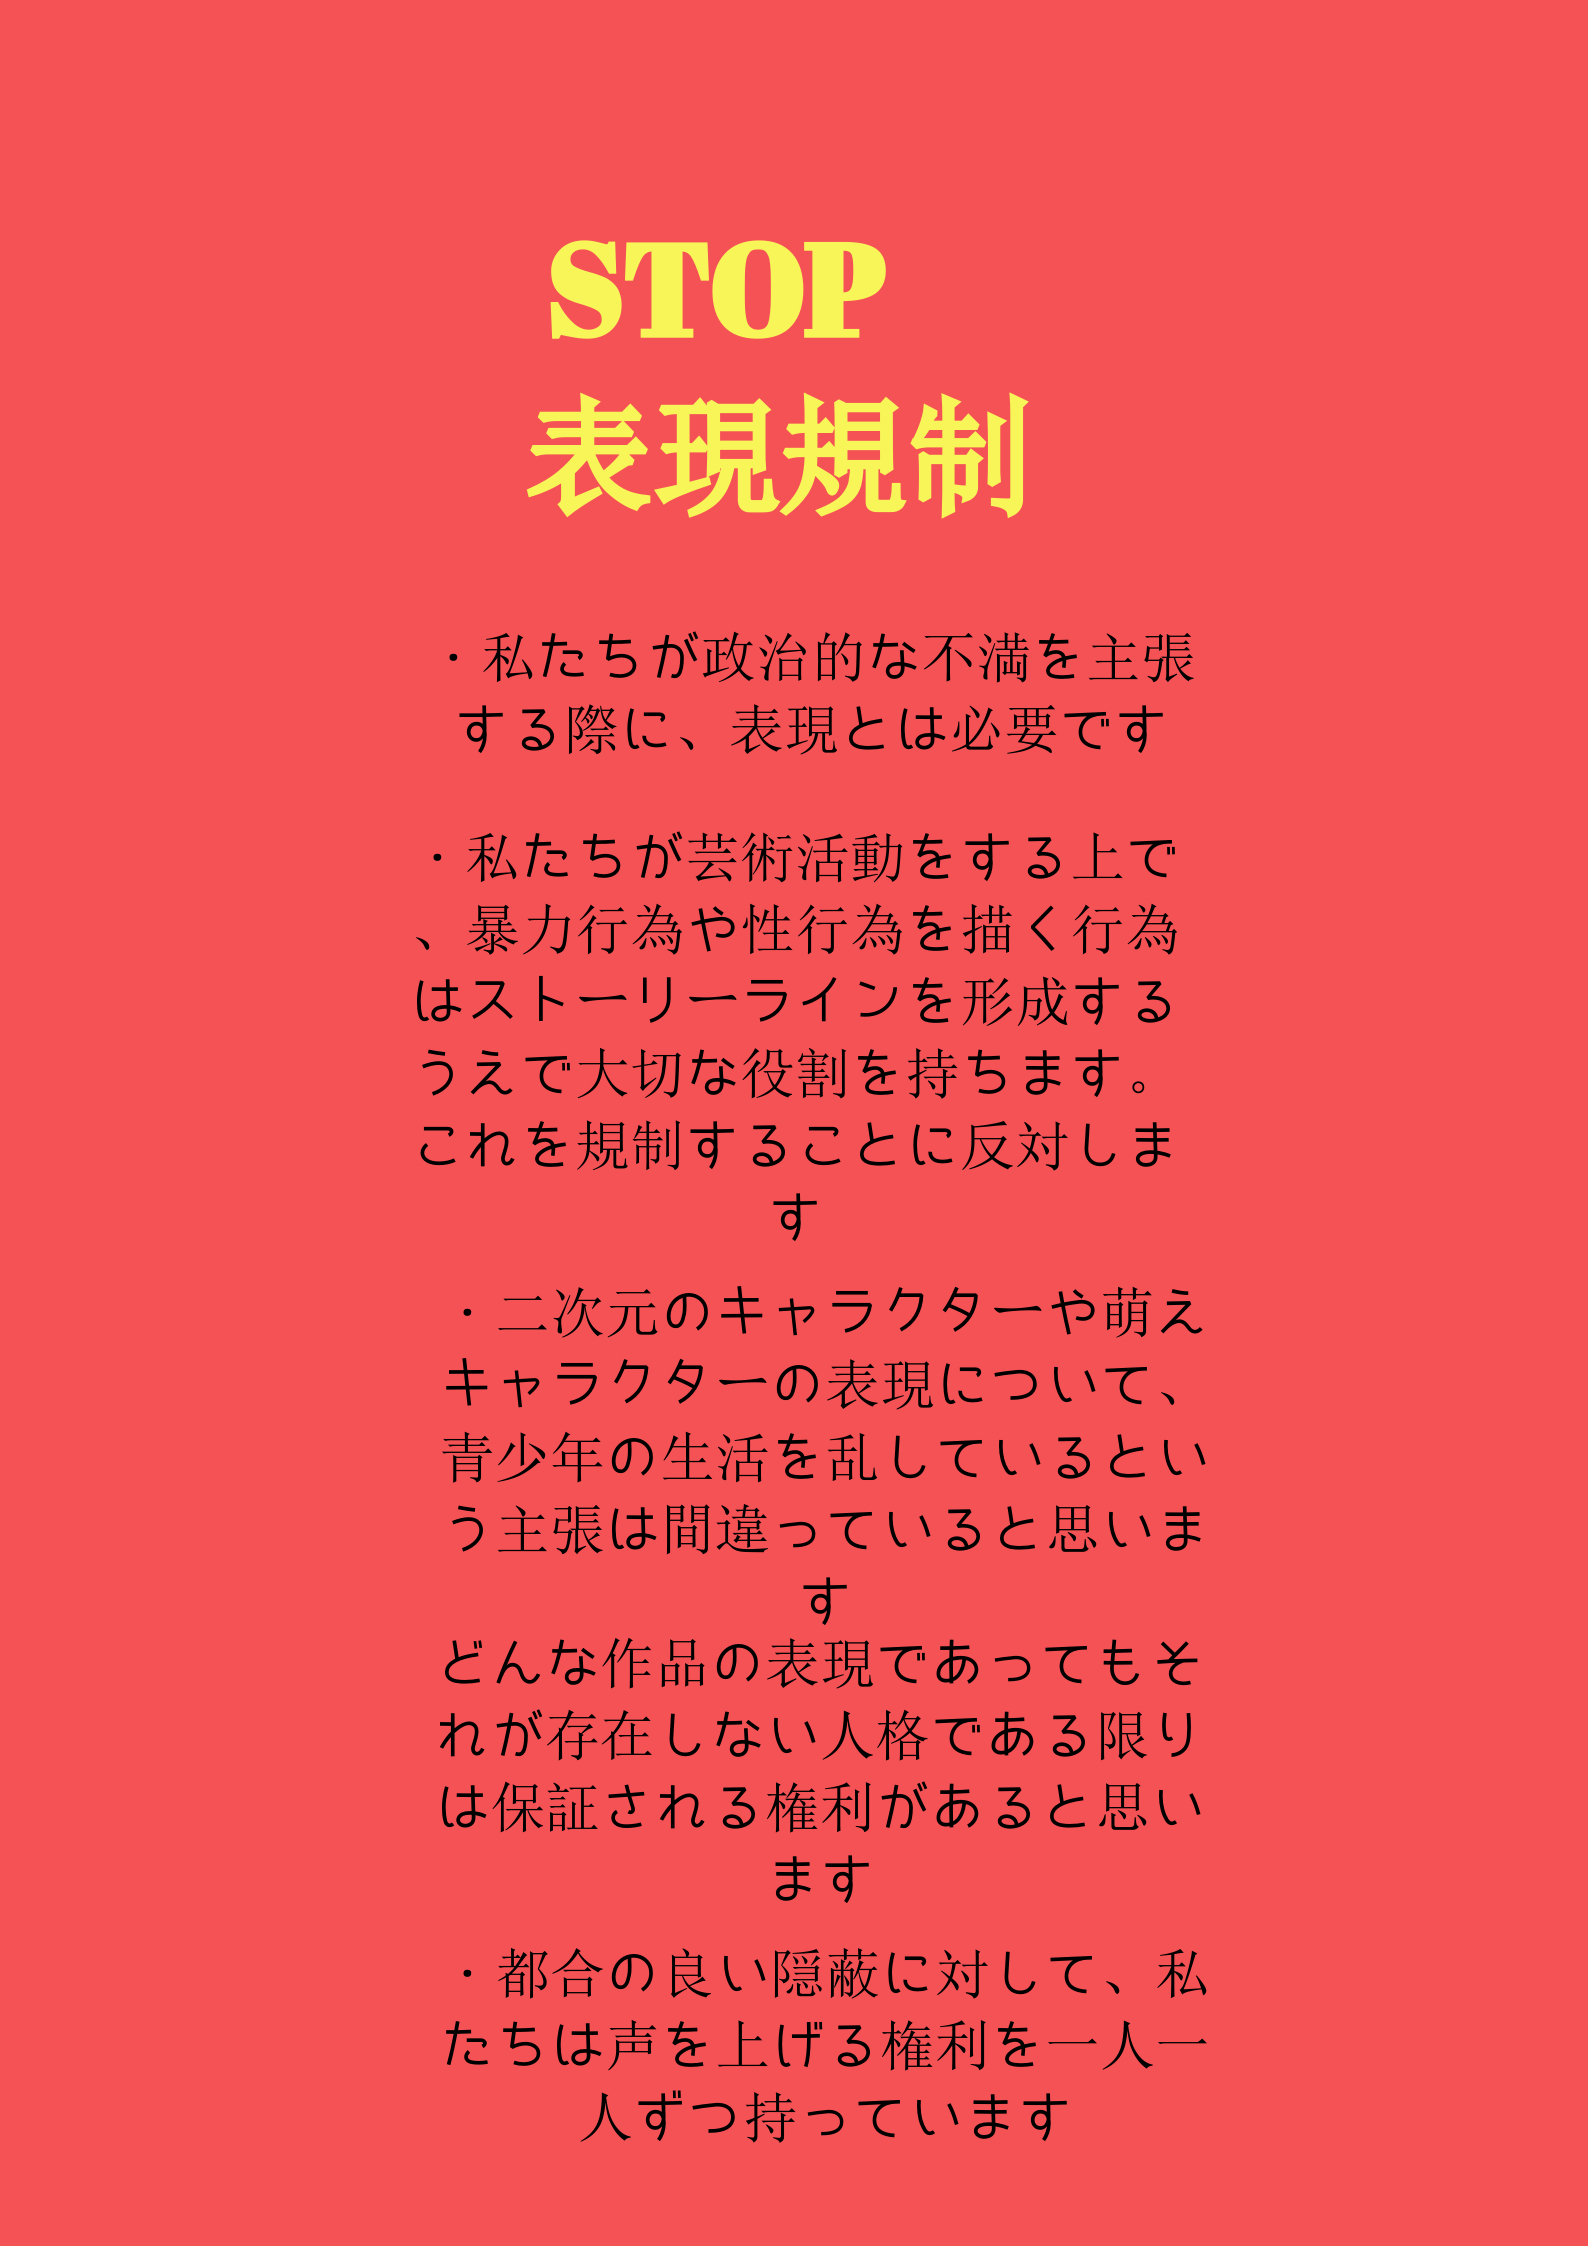 STOP
表現規制
・私たちが政治的な不満を主張
する際に、表現とは必要です
・私たちが芸術活動をする上で
、暴力行為や性行為を描く行為
はストーリーラインを形成する
うえで大切な役割を持ちます。
これを規制することに反対しま
す
・二次元のキャラクターや萌え
キャラクターの表現について、
青少年の生活を乱しているとい
う主張は間違っていると思いま
す
どんな作品の表現であってもそ
れが存在しない人格である限り
は保証される権利があると思い
ます
・都合の良い隠蔽に対して、私
たちは声を上げる権利を一人一
人ずつ持っています